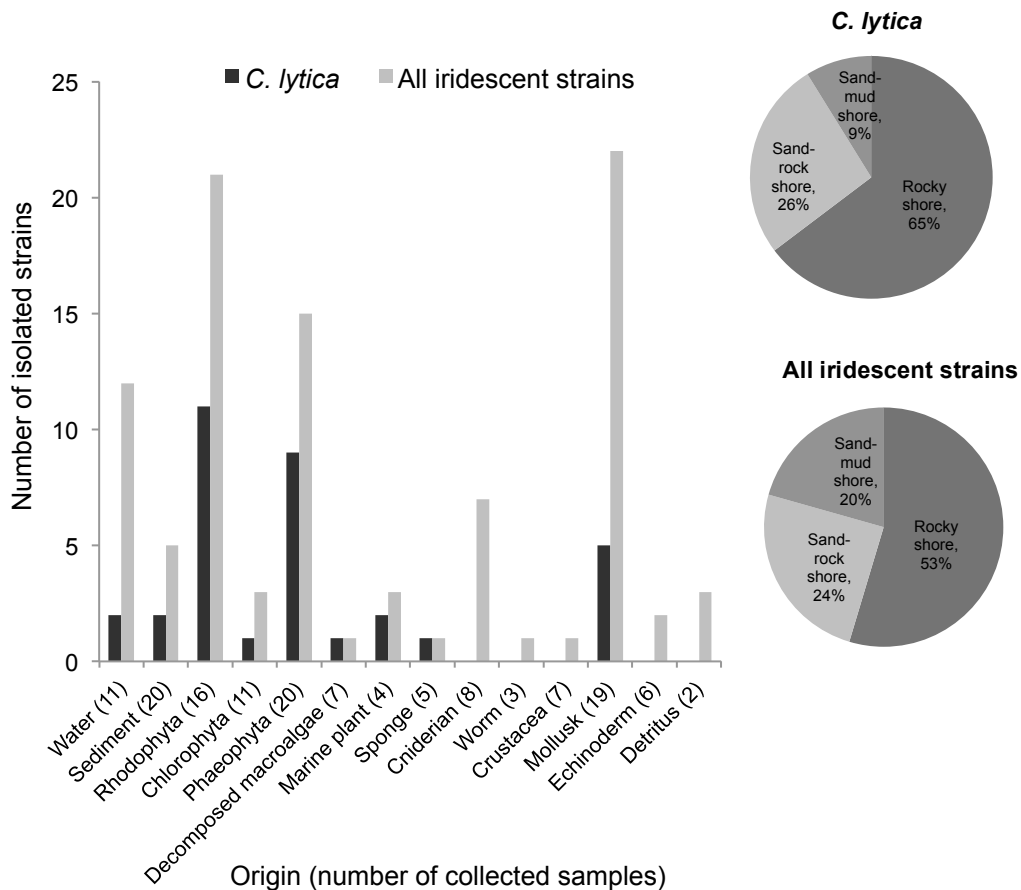 C. lytica
All iridescent strains
Number of isolated strains
25
20
15
10
5
0
Water (11)
Sediment (20)
Rhodophyta (16)
Chlorophyta (11)
Phaeophyta (20)
Decomposed macroalgae (7)
Marine plant (4)
Sponge (5)
Cniderian (8)
Worm (3)
Crustacea (7)
Mollusk (19)
Echinoderm (6)
Detritus (2)
Origin (number of collected samples)
C. lytica
Sand-
mud
shore,
9%
Sand-
rock
shore,
26%
Rocky
shore,
65%
All iridescent strains
Sand-
mud
shore,
20%
Sand-
rock
shore,
24%
Rocky
shore,
53%